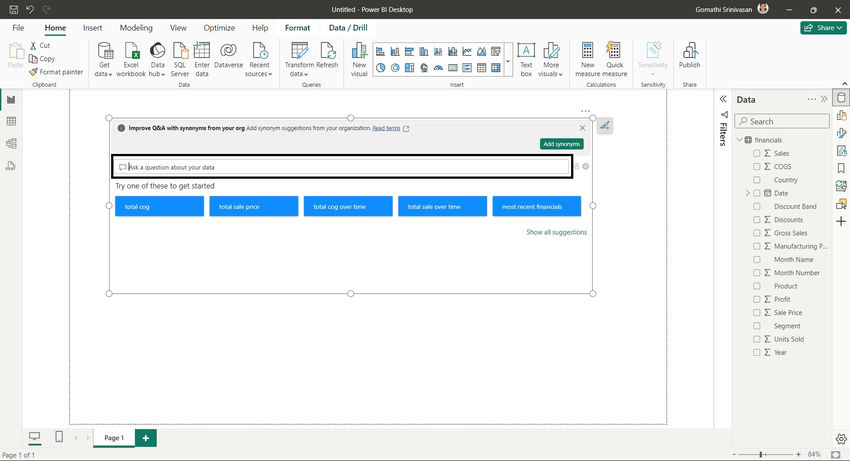 Untitled - Power BI Desktop
Gomathi Srinivasan
File Home Insert Modeling View Optimize Help Format Data / Drill
Share
Paste
Cut
Copy
Format painter
Get data
Excel workbook
Data hub
SQL Server
Enter data
Dataverse
Recent sources
Transform data
Refresh
New visual
Text box
More visuals
New measure
Quick measure
Sensitivity
Publish
Clipboard
Data
Queries
Insert
Calculations
Sensitivity
Share
Improve Q&A with synonyms from your org Add synonym suggestions from your organization. Read terms
Add synonyms
Ask a question about your data
Try one of these to get started
total cog
total sale price
total cog over time
total sale over time
most recent financials
Show all suggestions
Filters
Data
Search
financials
Sales
COGS
Country
Date
Discount Band
Discounts
Gross Sales
Manufacturing P...
Month Name
Month Number
Product
Profit
Sale Price
Segment
Units Sold
Year
Page 1
Page 1 of 1
84%